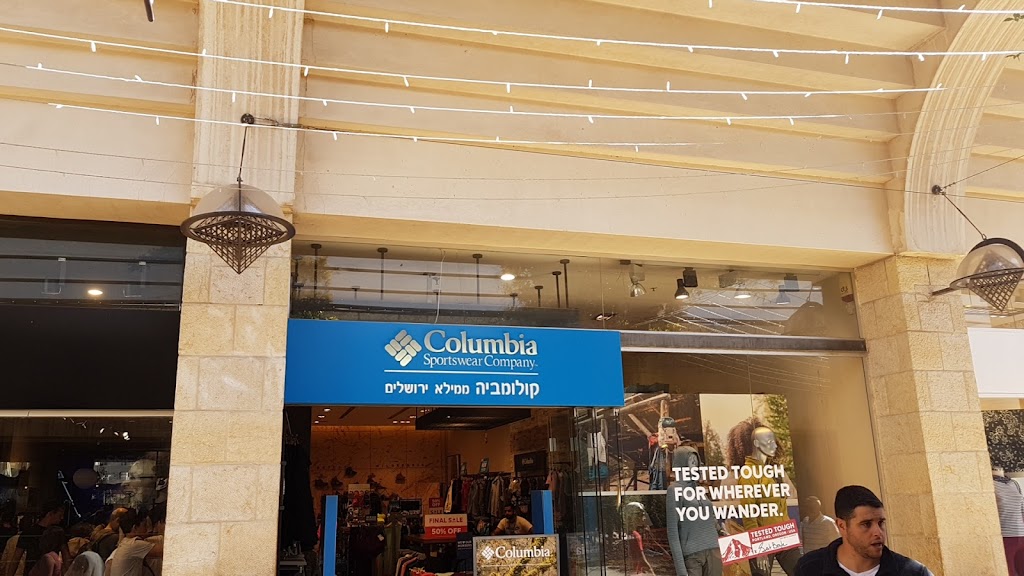 Columbia
Sportswear Company
קולומביה ממילא ירושלים
TESTED TOUGH
FOR WHEREVER
YOU WANDER.
TESTED TOUGH
FINAL SALE
50% OFF
Columbia